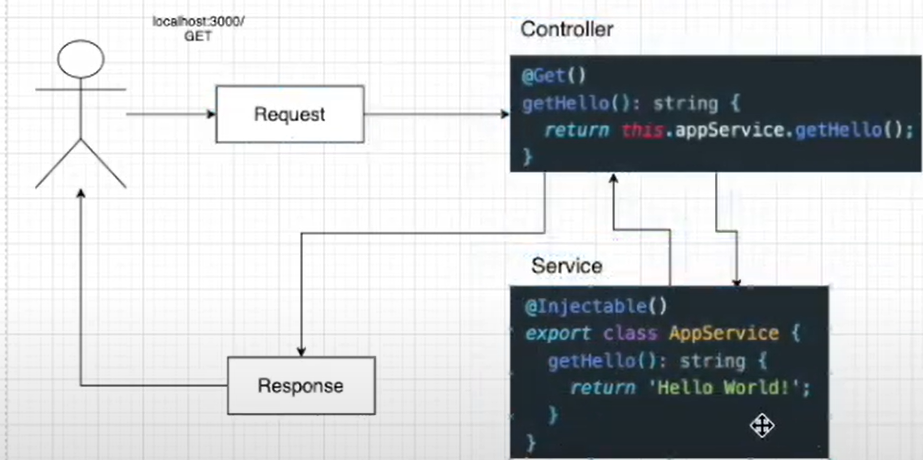 localhost:3000/
GET
Request
Controller
@Get()
getHello(): string {
return this.appService.getHello();
}
Service
@Injectable()
export class AppService {
getHello(): string {
return 'Hello World!';
}
}
Response